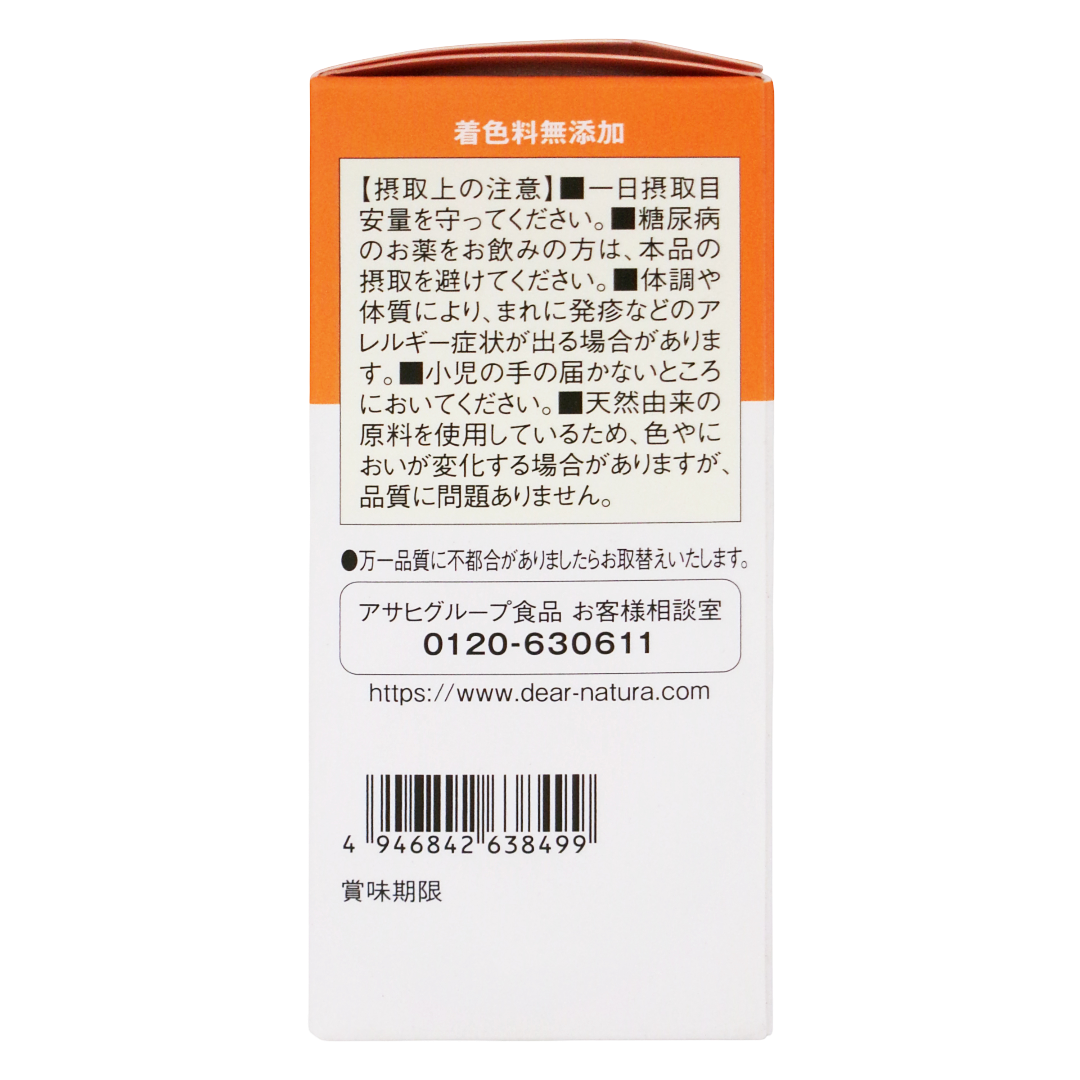 着色料無添加
【摂取上の注意】■一日摂取目
安量を守ってください。■糖尿病
のお薬をお飲みの方は、本品の
摂取を避けてください。■体調や
体質により、まれに発疹などのア
レルギー症状が出る場合がありま
す。■小児の手の届かないところ
においてください。■天然由来の
原料を使用しているため、色やに
おいが変化する場合がありますが、
品質に問題ありません。
●万一品質に不都合がありましたらお取替えいたします。
アサヒグループ食品 お客様相談室
0120-630611
https://www.dear-natura.com
4 946842 638499
賞味期限